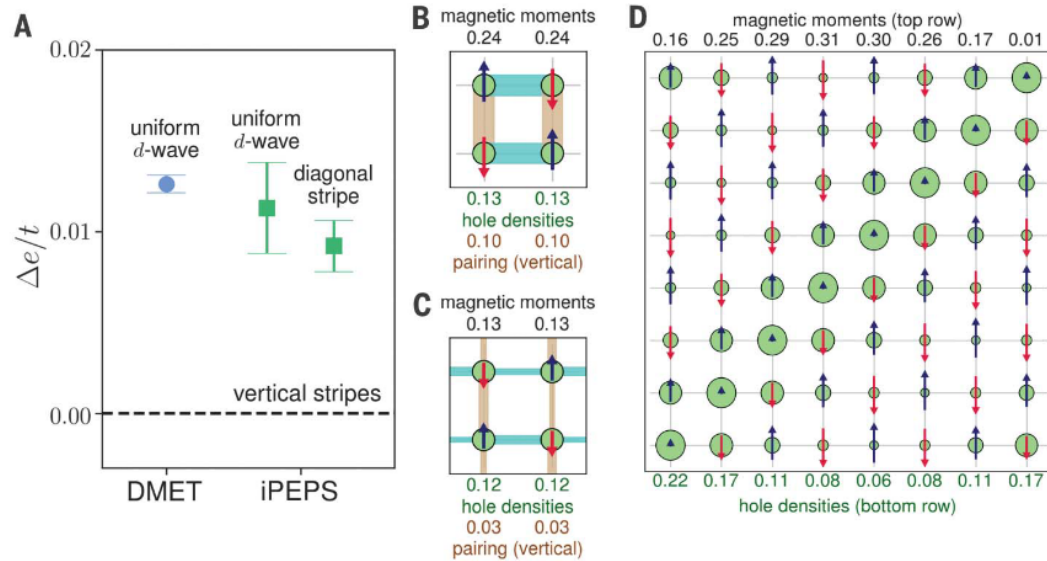 A
0.02
0.01
0.00
Δe/t
uniform
d-wave
uniform
d-wave
diagonal
stripe
vertical stripes
DMET
iPEPS
B
magnetic moments
0.24 0.24
0.13 0.13
hole densities
0.10 0.10
pairing (vertical)
C
magnetic moments
0.13 0.13
0.12 0.12
hole densities
0.03 0.03
pairing (vertical)
D
magnetic moments (top row)
0.16 0.25 0.29 0.31 0.30 0.26 0.17 0.01
0.22 0.17 0.11 0.08 0.06 0.08 0.11 0.17
hole densities (bottom row)